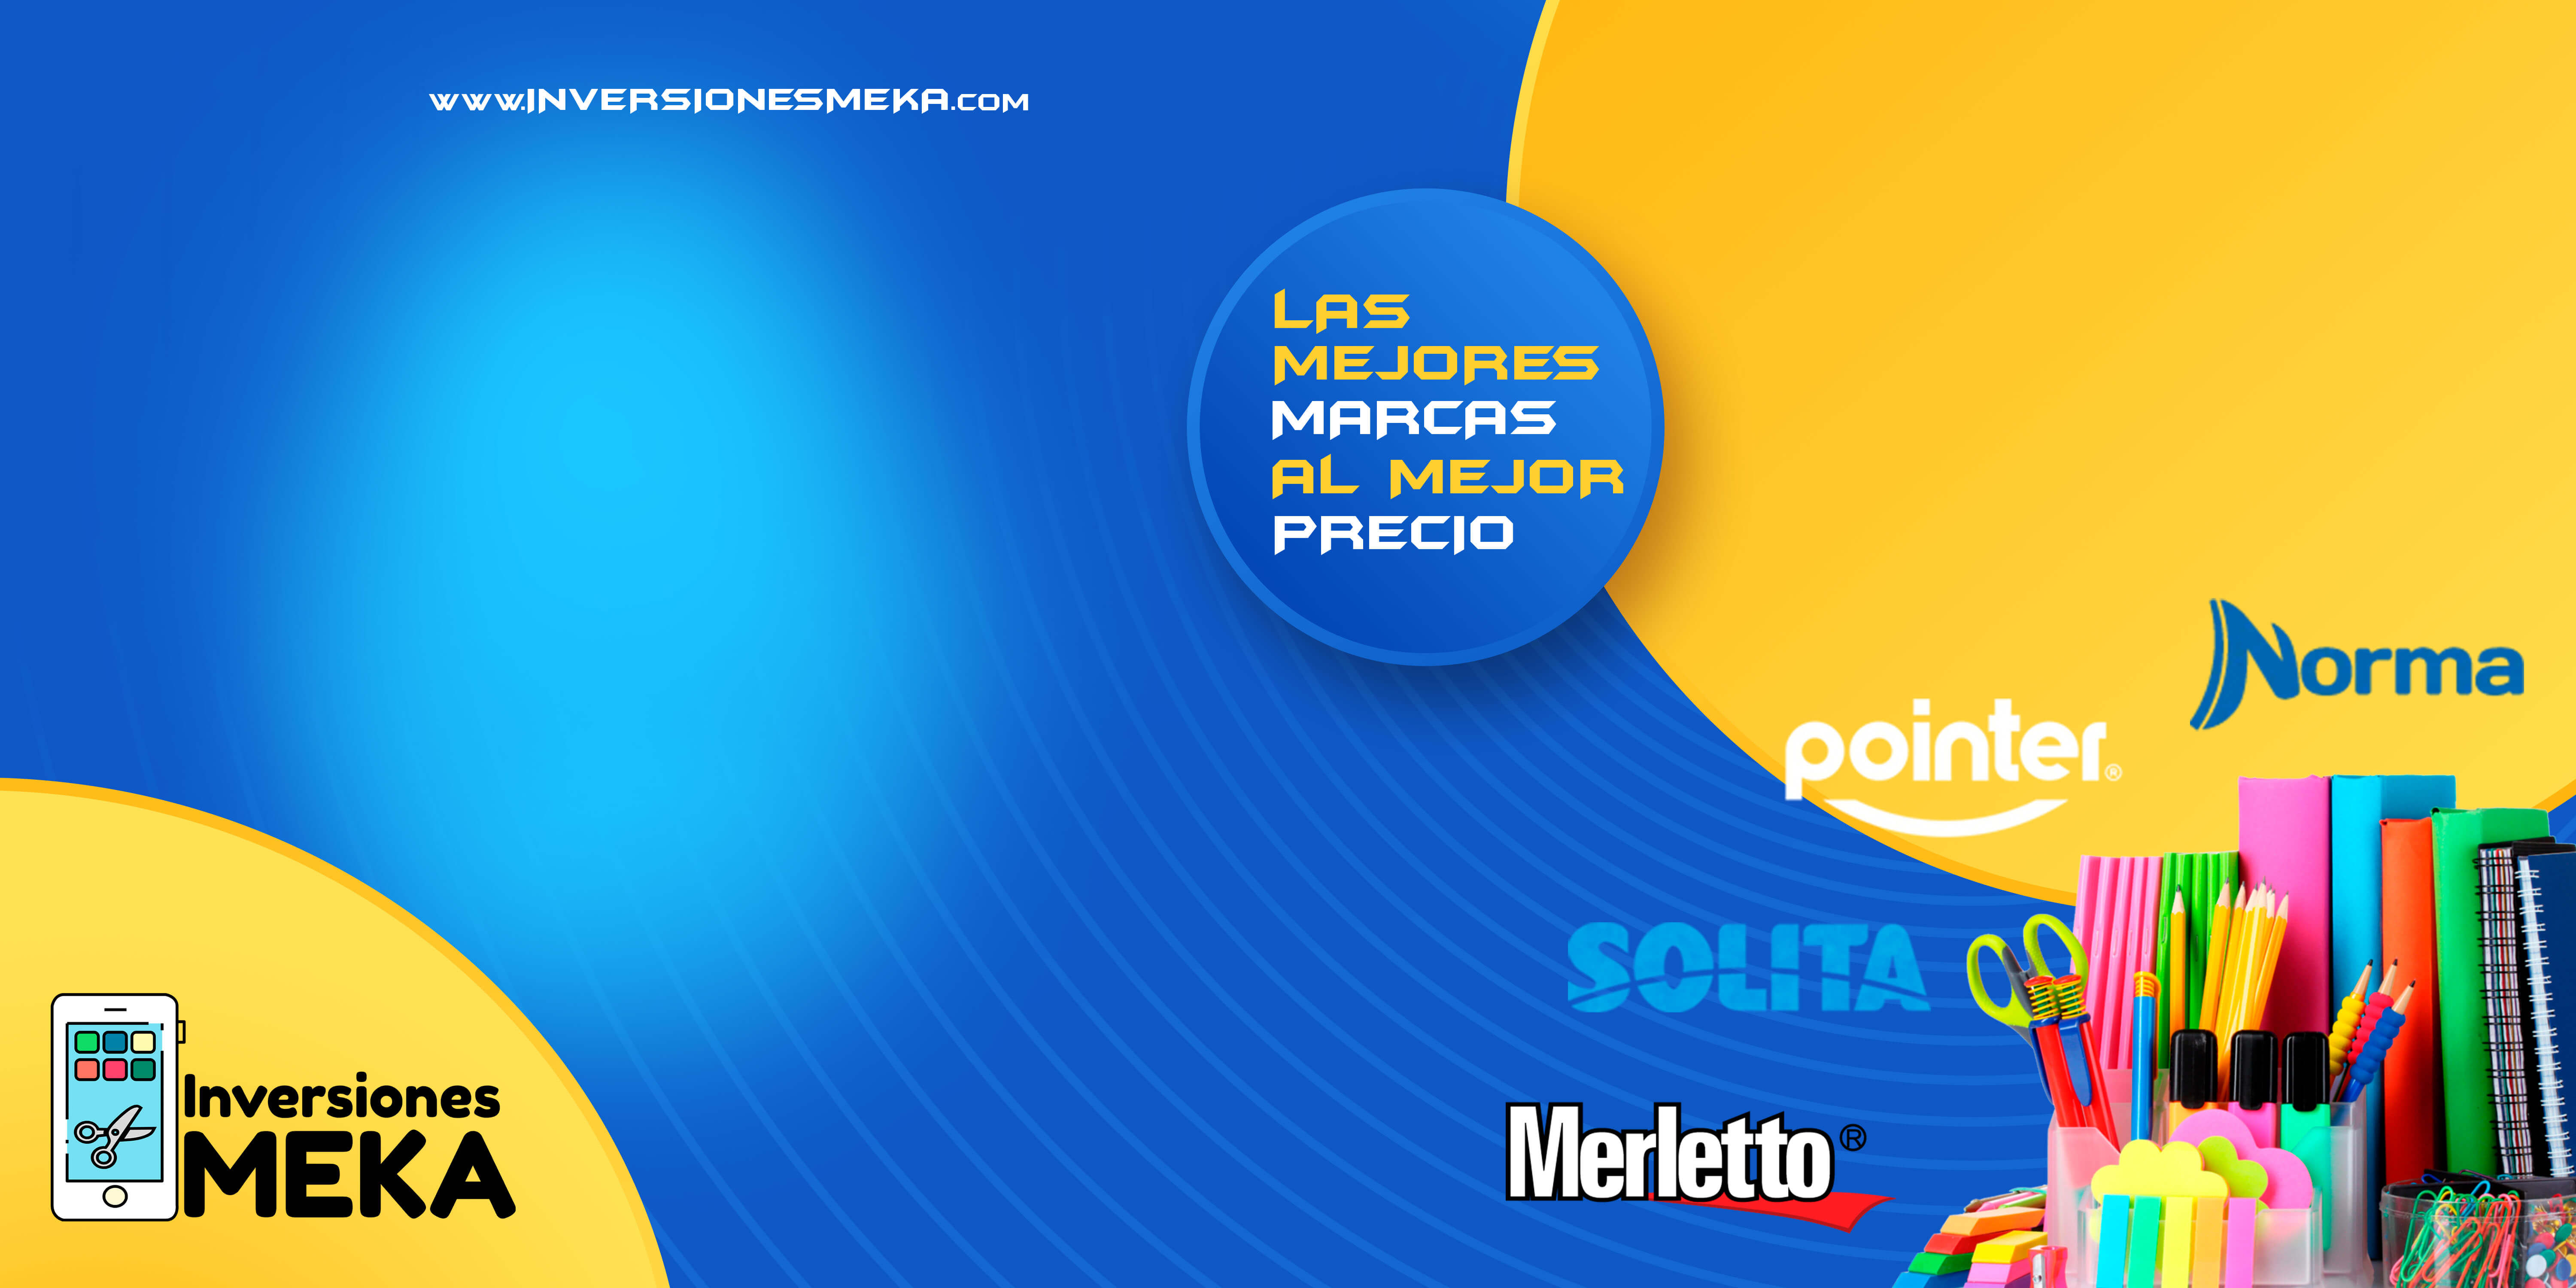 www.INVERSIONESMEKA.COM
LAS
MEJORES
MARCAS
AL MEJOR
PRECIO
Norma
pointer®
SOLITA
Merletto®
Inversiones
MEKA